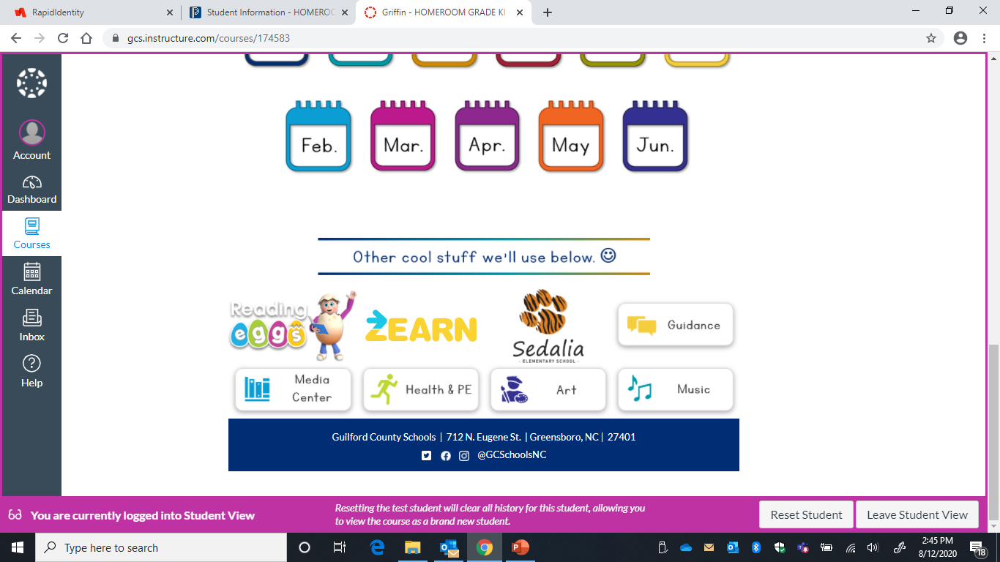 RapidIdentity
Student Information - HOMEROO
Griffin - HOMEROOM GRADE KI
gcs.instructure.com/courses/174583
Account
Dashboard
Courses
Calendar
Inbox
Help
Feb. Mar. Apr. May Jun.
Other cool stuff we'll use below.
Reading
eggs
ZEARN
Sedalia
- ELEMENTARY SCHOOL -
Guidance
Media
Center
Health & PE
Art
Music
Guilford County Schools | 712 N. Eugene St. | Greensboro, NC | 27401
@GCSchoolsNC
You are currently logged into Student View
Resetting the test student will clear all history for this student, allowing you
to view the course as a brand new student.
Reset Student
Leave Student View
Type here to search
2:45 PM
8/12/2020
18